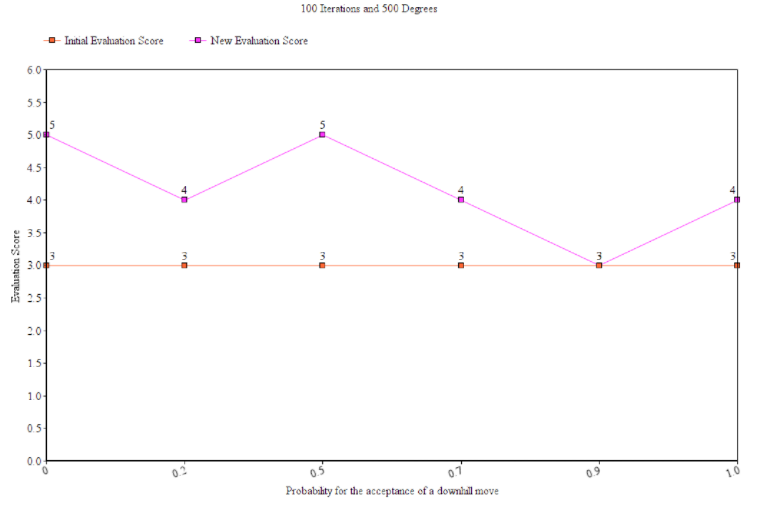 100 Iterations and 500 Degrees
Initial Evaluation Score New Evaluation Score
6.0
5.5
5.0
4.5
4.0
3.5
3.0
2.5
2.0
1.5
1.0
0.5
0.0
Evaluation Score
5 4 5 4 3 4
3 3 3 3 3
0 0.2 0.5 0.7 0.9 1.0
Probability for the acceptance of a downhill move